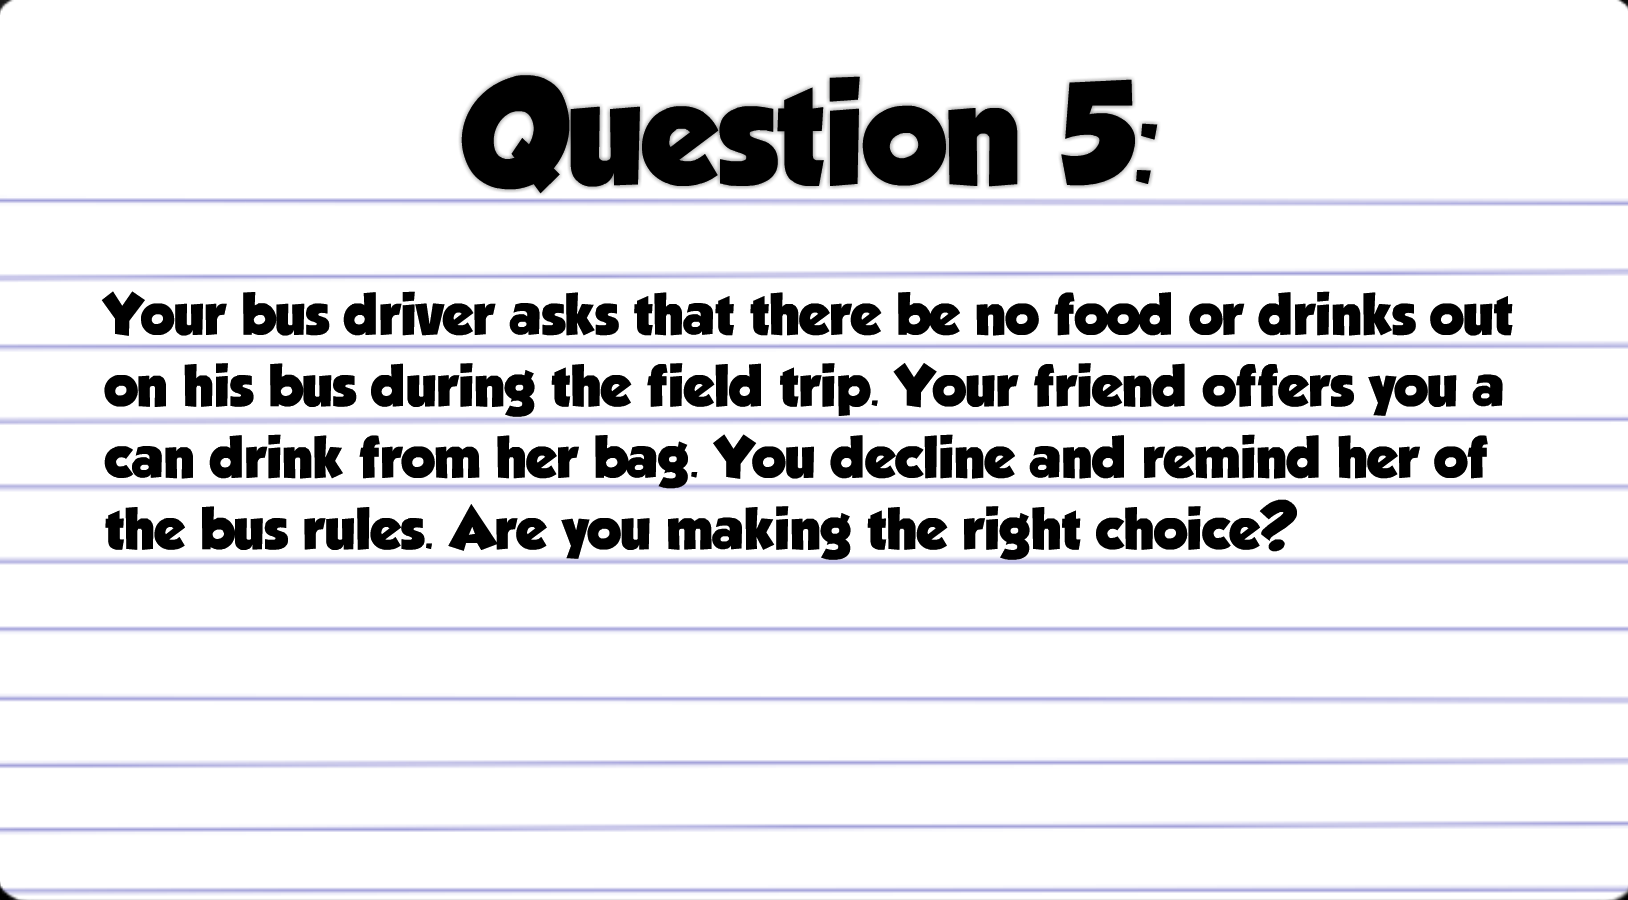 Question 5:
Your bus driver asks that there be no food or drinks out
on his bus during the field trip. Your friend offers you a
can drink from her bag. You decline and remind her of
the bus rules. Are you making the right choice?